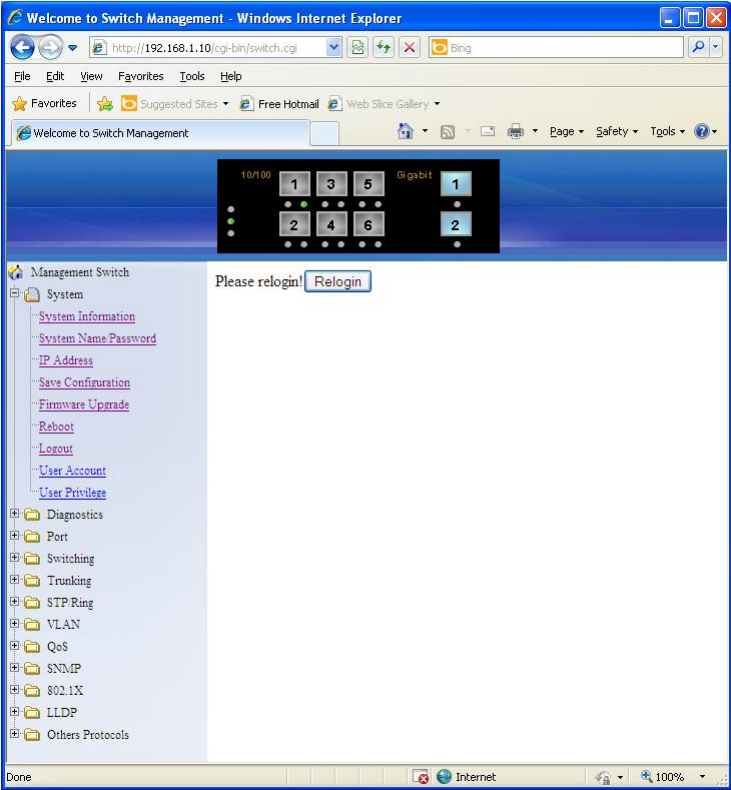 Welcome to Switch Management - Windows Internet Explorer
http://192.168.1.10/cgi-bin/switch.cgi
Bing
File Edit View Favorites Tools Help
Favorites Suggested Sites Free Hotmail Web Slice Gallery
Welcome to Switch Management
Page Safety Tools
10/100 1 3 5 Gigabit 1
2 4 6 2
Management Switch
Please relogin! Relogin
System
System Information
System Name/Password
IP Address
Save Configuration
Firmware Upgrade
Reboot
Logout
User Account
User Privilege
Diagnostics
Port
Switching
Trunking
STP/Ring
VLAN
QoS
SNMP
802.1X
LLDP
Others Protocols
Done Internet 100%